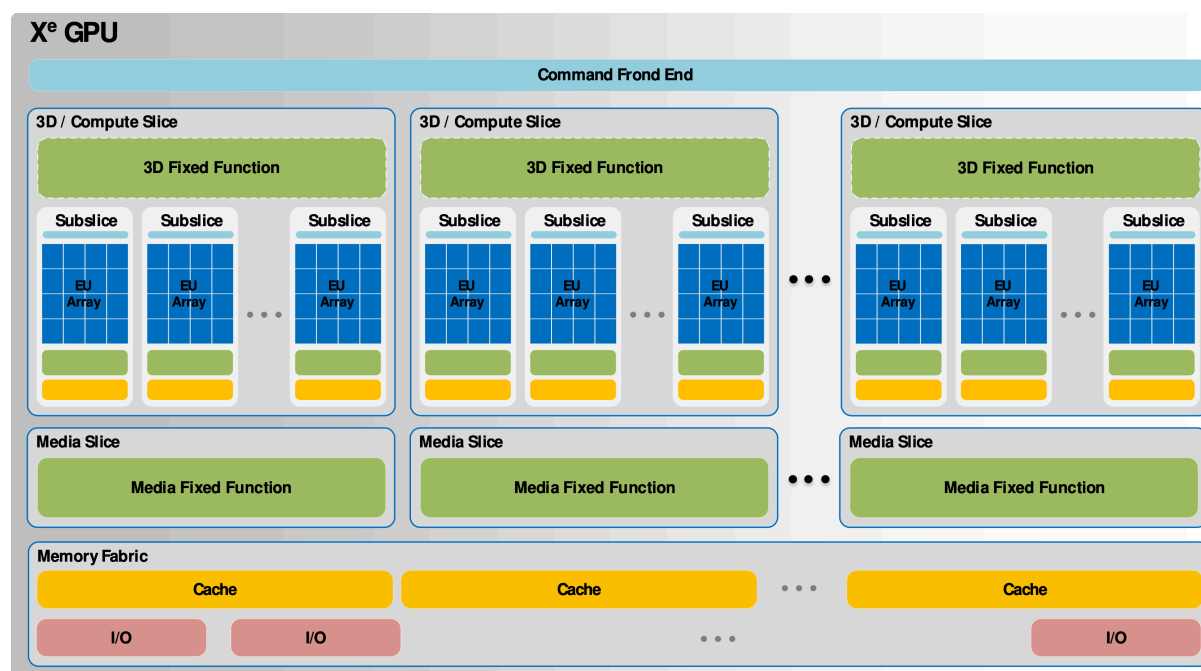 Xe GPU
Command Frond End
3D / Compute Slice
3D / Compute Slice
3D / Compute Slice
3D Fixed Function
3D Fixed Function
3D Fixed Function
Subslice
Subslice
Subslice
Subslice
Subslice
Subslice
Subslice
Subslice
Subslice
EU
Array
EU
Array
EU
Array
EU
Array
EU
Array
EU
Array
EU
Array
EU
Array
EU
Array
Media Slice
Media Slice
Media Slice
Media Fixed Function
Media Fixed Function
Media Fixed Function
Memory Fabric
Cache
Cache
Cache
I/O
I/O
I/O